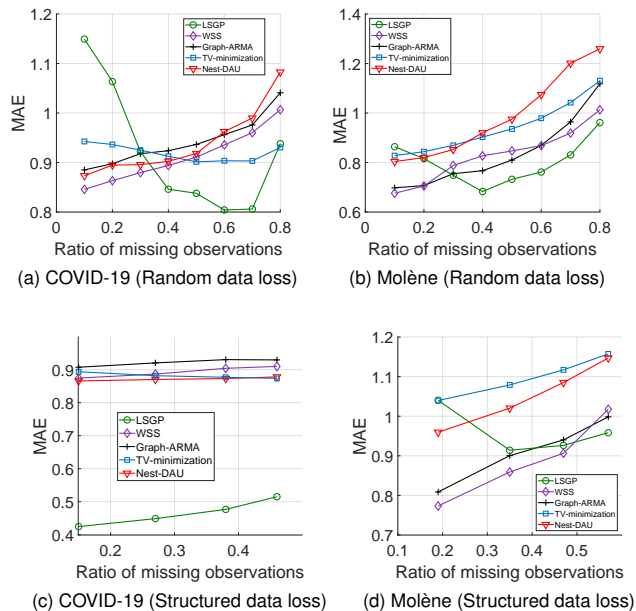 LSGP
WSS
Graph-ARMA
TV-minimization
Nest-DAU
MAE
1.2
1.1
1
0.9
0.8
0 0.2 0.4 0.6 0.8
Ratio of missing observations
(a) COVID-19 (Random data loss)
LSGP
WSS
Graph-ARMA
TV-minimization
Nest-DAU
MAE
1.4
1.2
1
0.8
0.6
0 0.2 0.4 0.6 0.8
Ratio of missing observations
(b) Molène (Random data loss)
MAE
0.9
0.8
0.7
0.6
0.5
0.4
LSGP
WSS
Graph-ARMA
TV-minimization
Nest-DAU
0.2 0.3 0.4
Ratio of missing observations
(c) COVID-19 (Structured data loss)
MAE
1.2
1.1
1
0.9
0.8
0.7
LSGP
WSS
Graph-ARMA
TV-minimization
Nest-DAU
0.1 0.2 0.3 0.4 0.5
Ratio of missing observations
(d) Molène (Structured data loss)